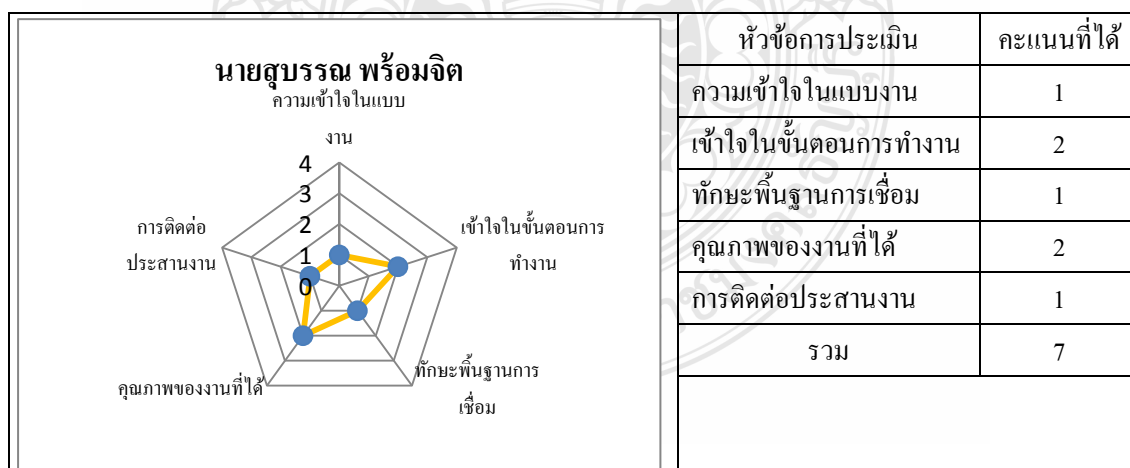 นายสุบรรณ พร้อมจิต
ความเข้าใจในแบบ
งาน
4
3
2
1
0
เข้าใจในขั้นตอนการ
ทำงาน
ทักษะพื้นฐานการ
เชื่อม
คุณภาพของงานที่ได้
การติดต่อ
ประสานงาน
หัวข้อการประเมิน คะแนนที่ได้
ความเข้าใจในแบบงาน 1
เข้าใจในขั้นตอนการทำงาน 2
ทักษะพื้นฐานการเชื่อม 1
คุณภาพของงานที่ได้ 2
การติดต่อประสานงาน 1
รวม 7